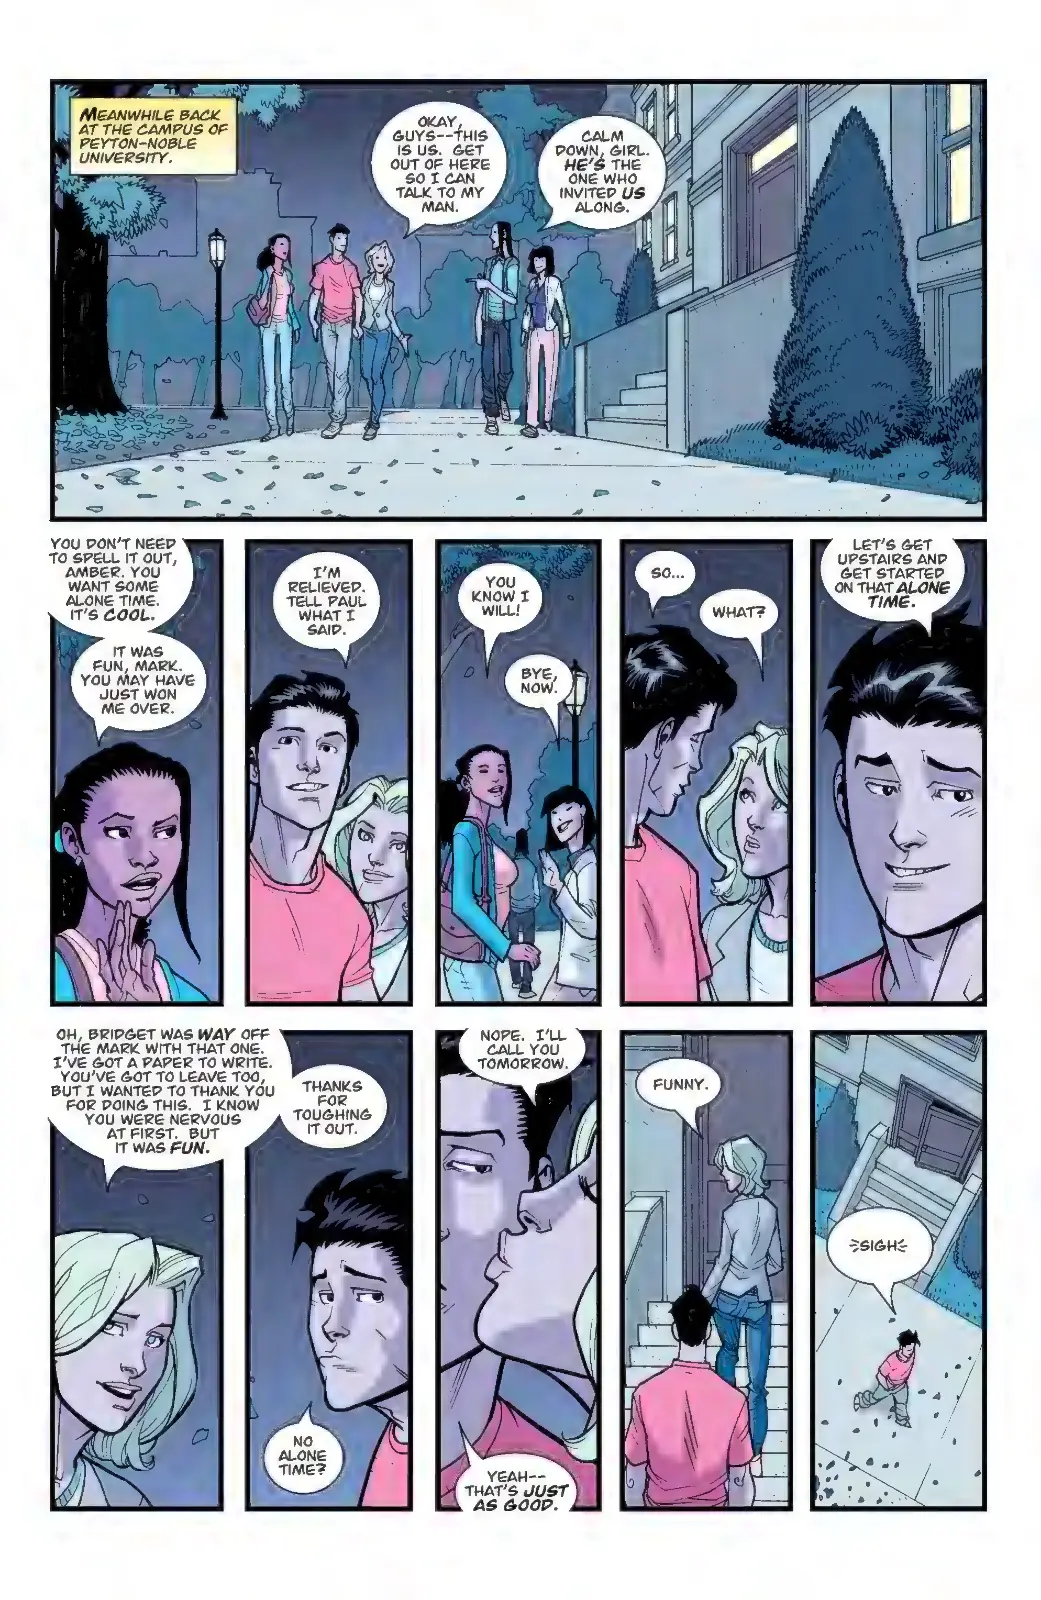 MEANWHILE BACK
AT THE CAMPUS OF
PEYTON-NOBLE
UNIVERSITY.
OKAY,
GUYS--THIS
IS US. GET
OUT OF HERE
SO I CAN
TALK TO MY
MAN.
CALM
DOWN, GIRL.
HE'S THE
ONE WHO
INVITED US
ALONG.
YOU DON'T NEED
TO SPELL IT OUT,
AMBER. YOU
WANT SOME
ALONE TIME.
IT'S COOL.
IT WAS
FUN, MARK.
YOU MAY HAVE
JUST WON
ME OVER.
I'M
RELIEVED.
TELL PAUL
WHAT I
SAID.
YOU
KNOW I
WILL!
BYE,
NOW.
SO...
WHAT?
LET'S GET
UPSTAIRS AND
GET STARTED
ON THAT ALONE
TIME.
OH, BRIDGET WAS WAY OFF
THE MARK WITH THAT ONE.
I'VE GOT A PAPER TO WRITE.
YOU'VE GOT TO LEAVE TOO,
BUT I WANTED TO THANK YOU
FOR DOING THIS. I KNOW
YOU WERE NERVOUS
AT FIRST. BUT
IT WAS FUN.
THANKS
FOR
TOUGHING
IT OUT.
NO
ALONE
TIME?
NOPE. I'LL
CALL YOU
TOMORROW.
YEAH--
THAT'S JUST
AS GOOD.
FUNNY.
SIGH